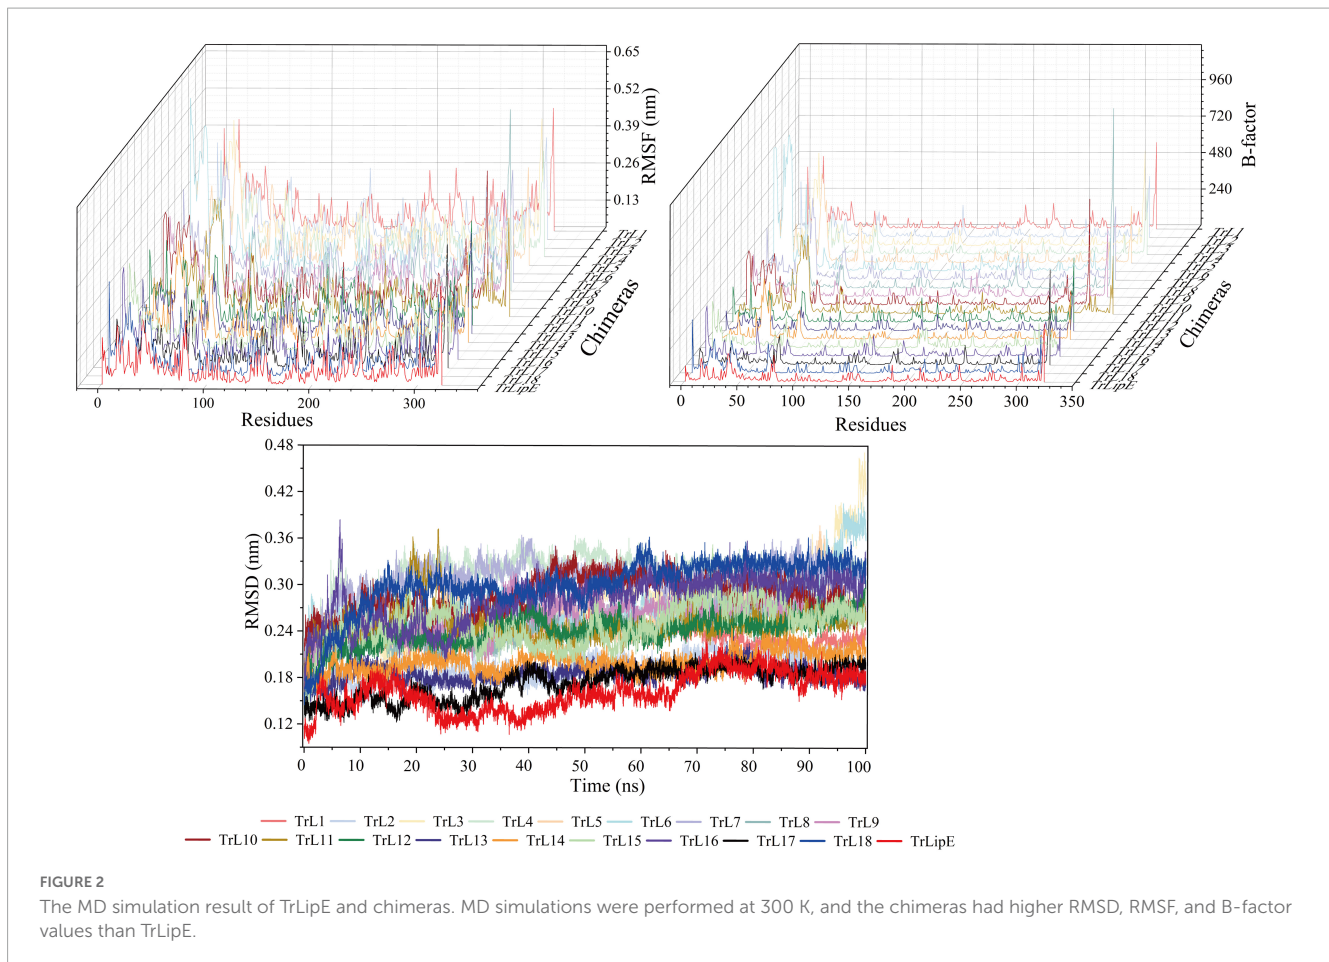 0.65
0.52
0.39
0.26
0.13
RMSF (nm)
Chimeras
TrLipE
0 100 200 300
Residues
960
720
480
240
B-factor
Chimeras
TrLipE
0 50 100 150 200 250 300 350
Residues
0.48
0.42
0.36
0.30
0.24
0.18
0.12
RMSD (nm)
0 10 20 30 40 50 60 70 80 90 100
Time (ns)
TrL1 TrL2 TrL3 TrL4 TrL5 TrL6 TrL7 TrL8 TrL9
TrL10 TrL11 TrL12 TrL13 TrL14 TrL15 TrL16 TrL17 TrL18 TrLipE
FIGURE 2
The MD simulation result of TrLipE and chimeras. MD simulations were performed at 300 K, and the chimeras had higher RMSD, RMSF, and B-factor
values than TrLipE.